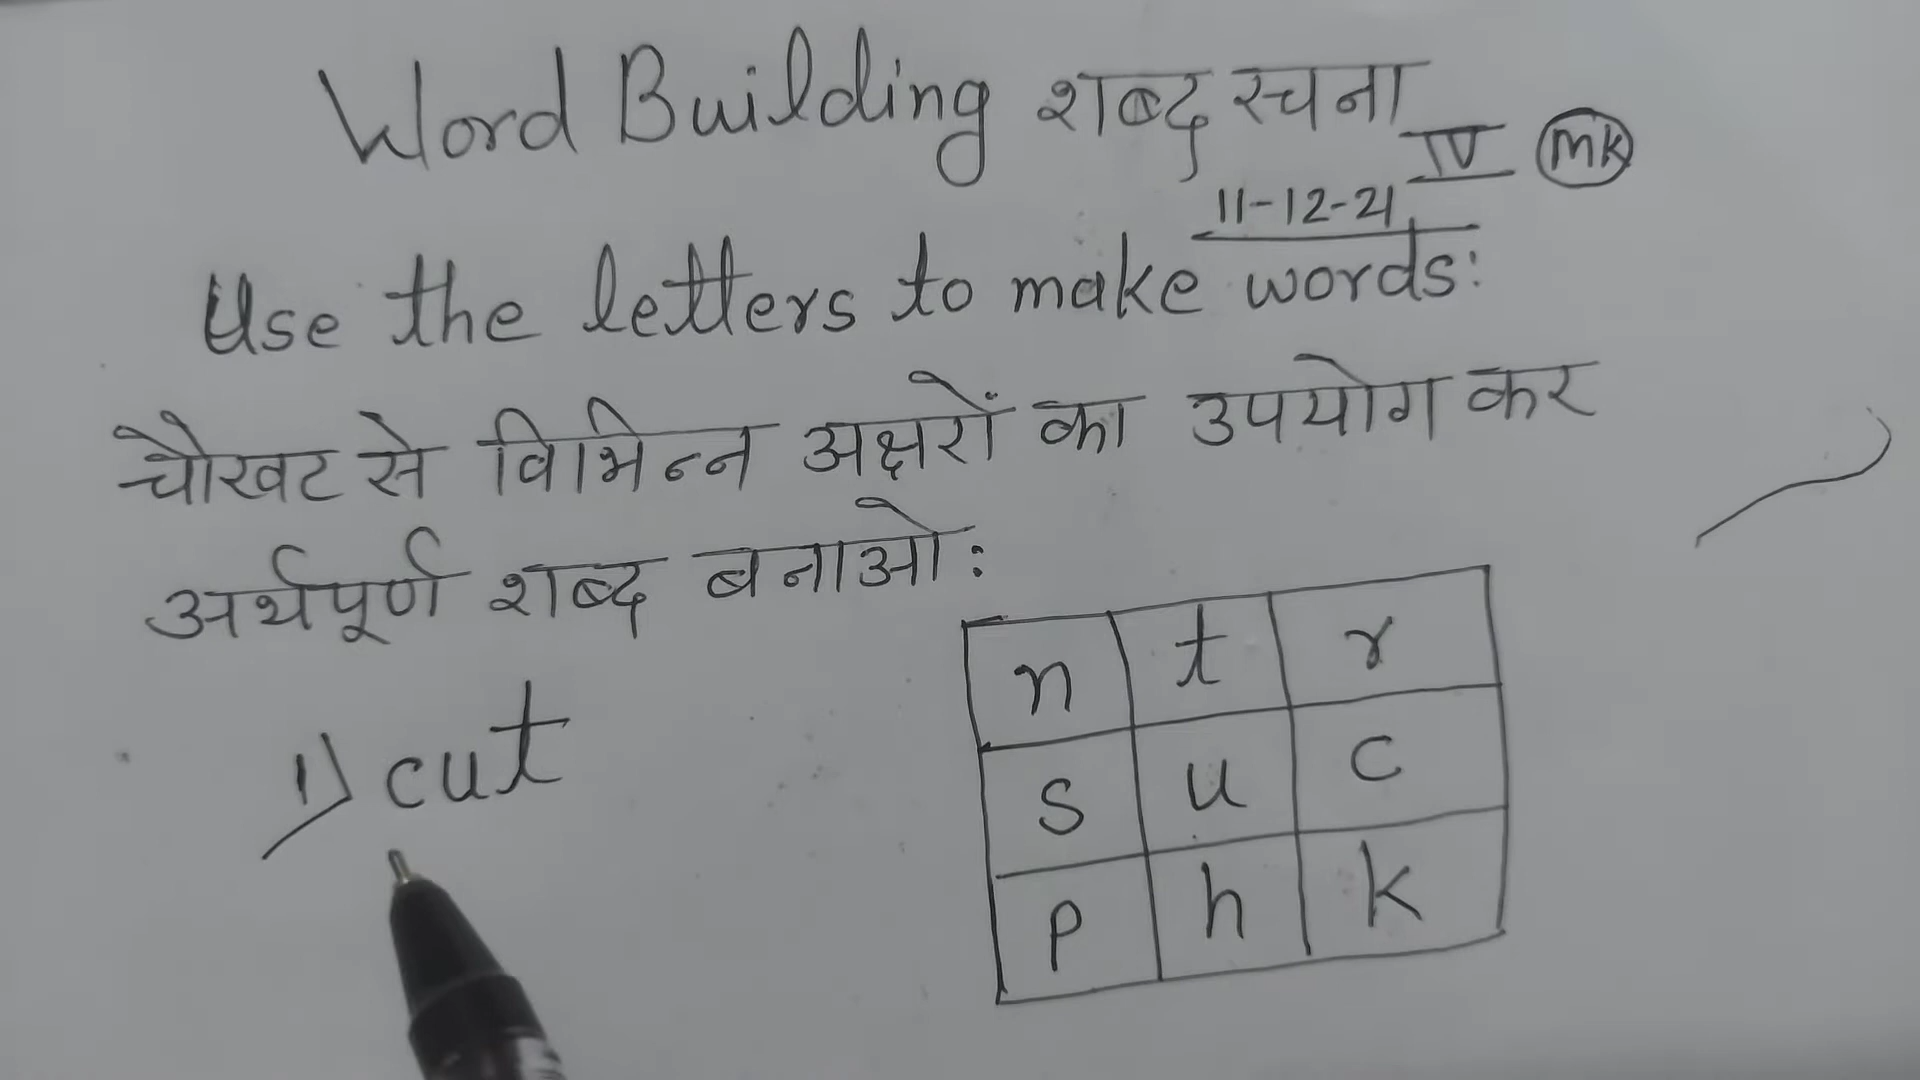 Word Building शब्द रचना
IV MK
11-12-21
Use the letters to make words:
चौखट से विभिन्न अक्षरों का उपयोग कर
अर्थपूर्ण शब्द बनाओ:
1) cut
n t r
s u c
p h k